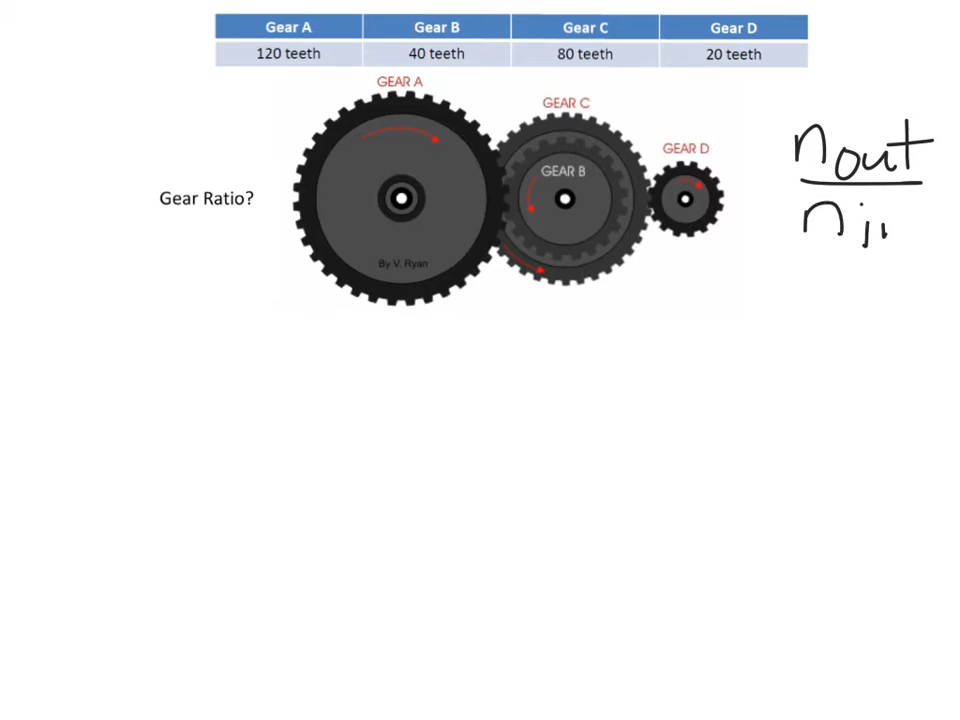 Gear A Gear B Gear C Gear D
120 teeth 40 teeth 80 teeth 20 teeth
GEAR A
GEAR C
GEAR D
GEAR B
Gear Ratio?
By V. Ryan
nout
n